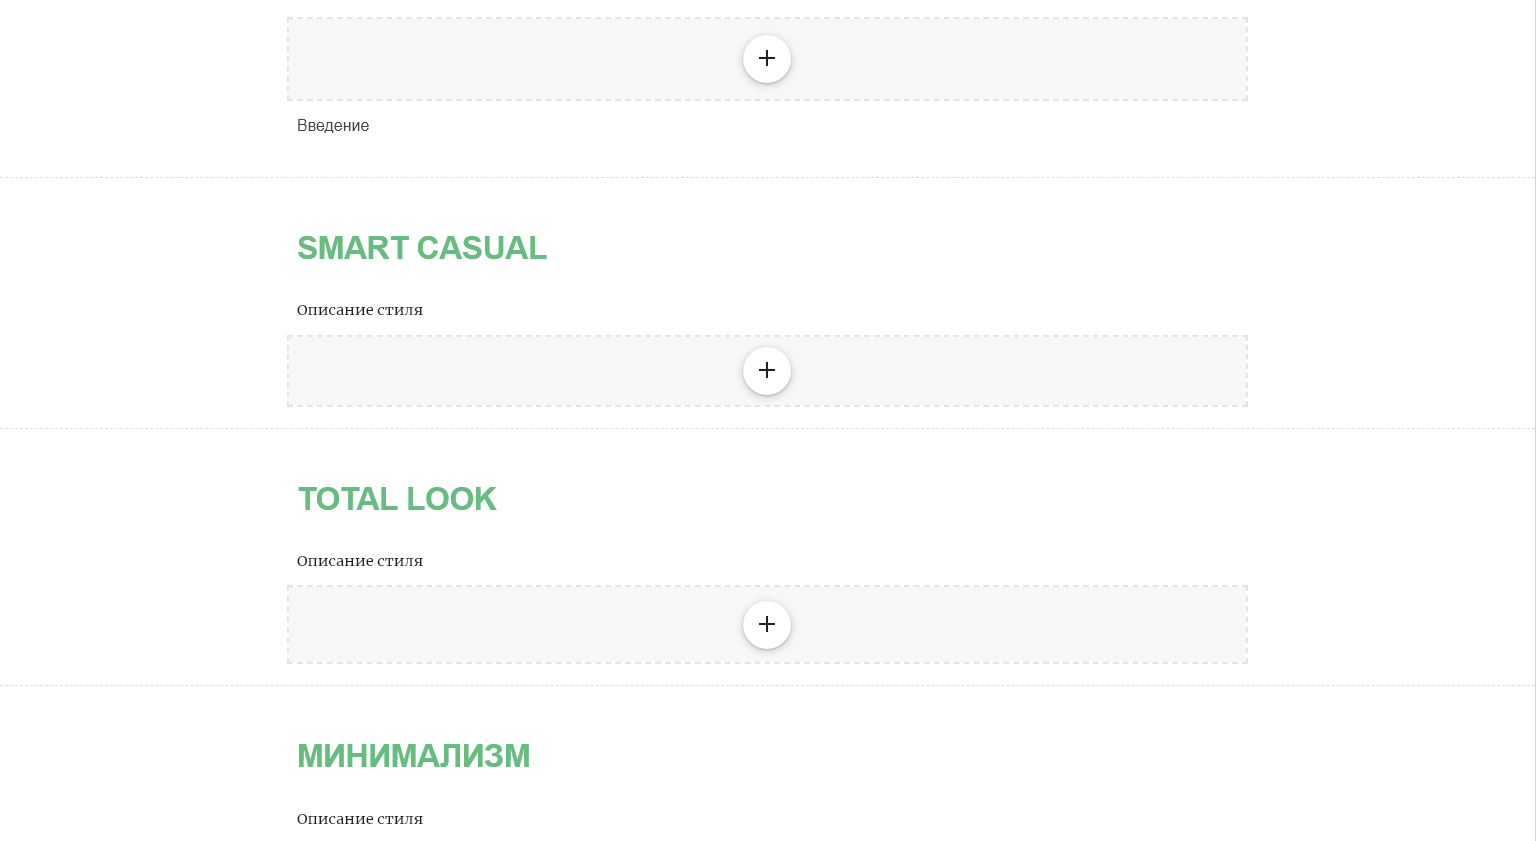 Введение
SMART CASUAL
Описание стиля
TOTAL LOOK
Описание стиля
МИНИМАЛИЗМ
Описание стиля